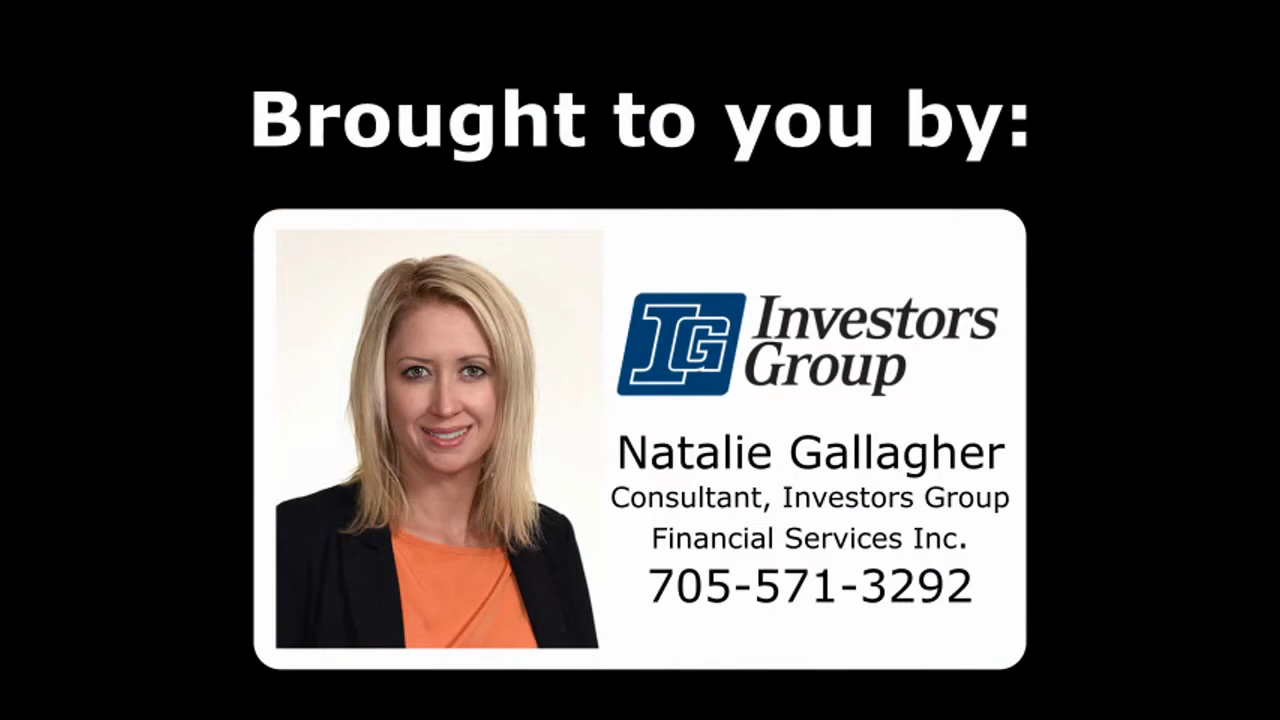 Brought to you by:
IG Investors
Group
Natalie Gallagher
Consultant, Investors Group
Financial Services Inc.
705-571-3292